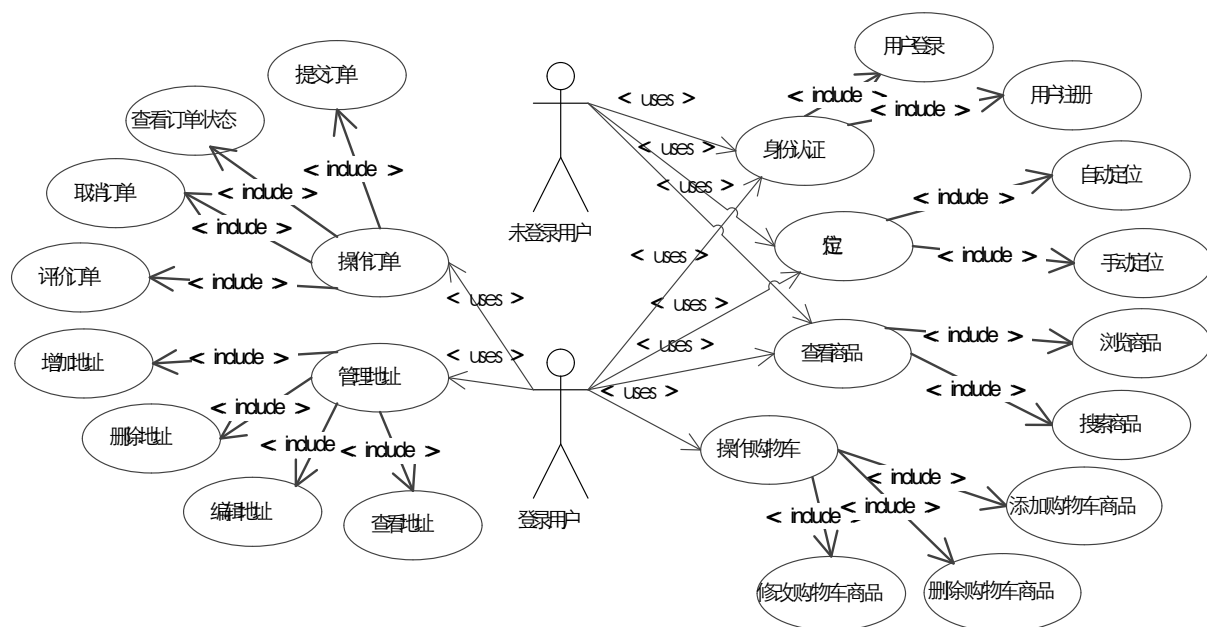 用户登录
提交订单
用户注册
< uses >
< include >
< include >
查看订单状态
身份认证
< uses >
< include >
自动定位
取消订单
< include >
< uses >
< include >
< include >
未登录用户
定位
手动定位
操作订单
< uses >
< include >
评价订单
< include >
< uses >
< uses >
< include >
浏览商品
查看商品
< uses >
< uses >
增加地址
< include >
管理地址
< include >
搜索商品
删除地址
< include >
< include >
操作购物车
< include >
添加购物车商品
编辑地址
查看地址
登录用户
< include >
< include >
修改购物车商品
删除购物车商品